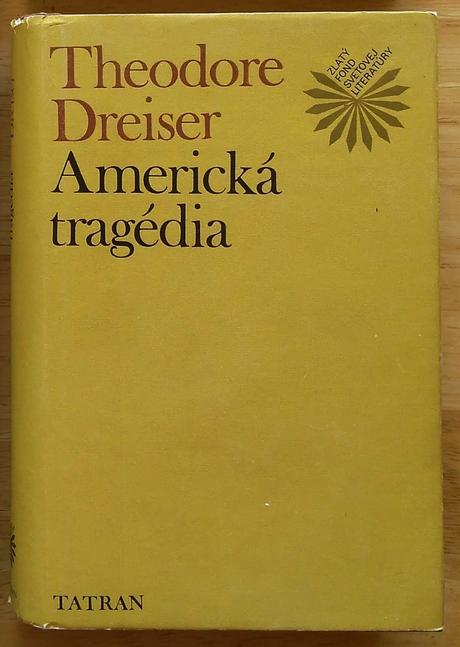 Theodore
Dreiser
Americká
tragédia
ZLATÝ
FOND
SVETOVEJ
LITERATÚRY
TATRAN